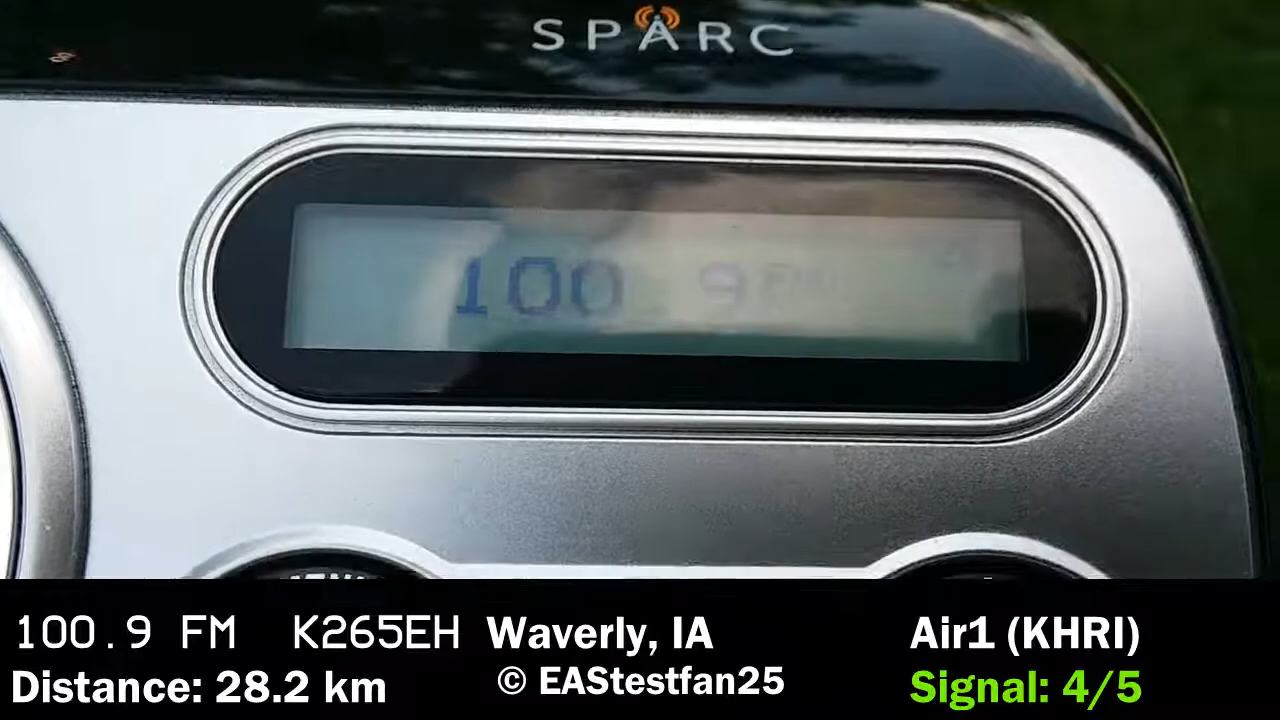 SPARC
100.9 FM
100.9 FM K265EH Waverly, IA Air1 (KHRI)
Distance: 28.2 km © EAStestfan25 Signal: 4/5